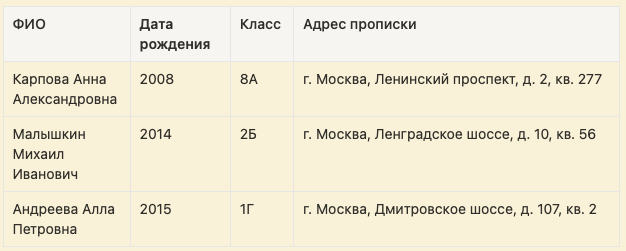 ФИО Дата рождения Класс Адрес прописки
Карпова Анна Александровна 2008 8А г. Москва, Ленинский проспект, д. 2, кв. 277
Малышкин Михаил Иванович 2014 2Б г. Москва, Ленградское шоссе, д. 10, кв. 56
Андреева Алла Петровна 2015 1Г г. Москва, Дмитровское шоссе, д. 107, кв. 2